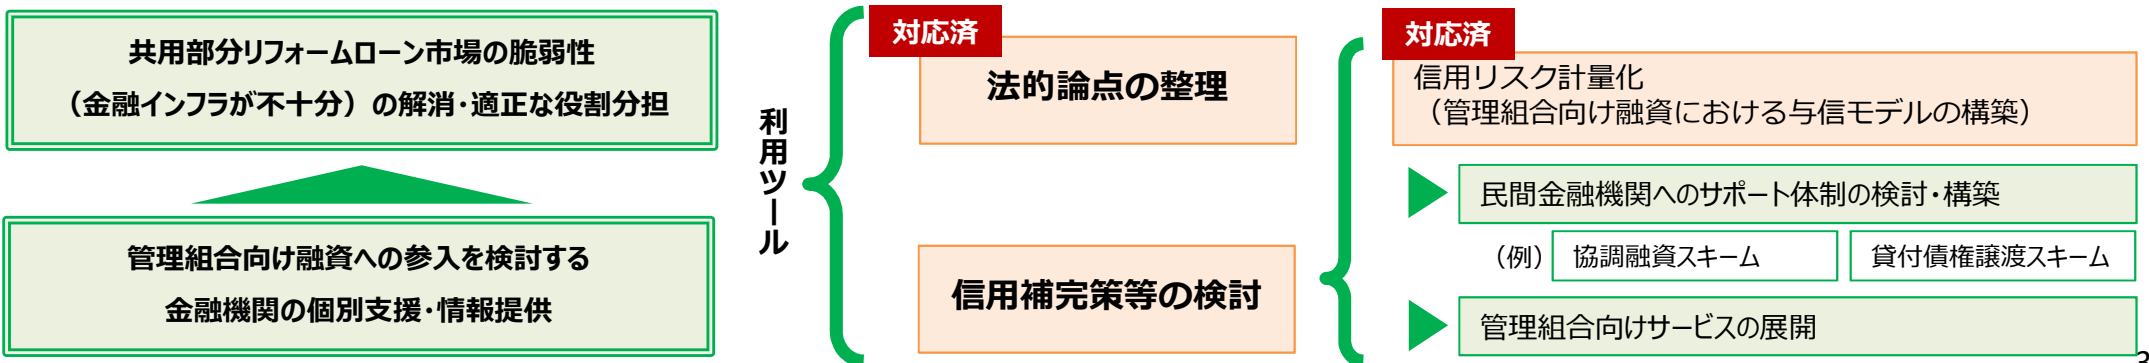 共用部分リフォームローン市場の脆弱性
（金融インフラが不十分）の解消・適正な役割分担
管理組合向け融資への参入を検討する
金融機関の個別支援・情報提供
利用ツール
対応済
法的論点の整理
信用補完策等の検討
対応済
信用リスク計量化
（管理組合向け融資における与信モデルの構築）
民間金融機関へのサポート体制の検討・構築
（例）
協調融資スキーム
貸付債権譲渡スキーム
管理組合向けサービスの展開
3